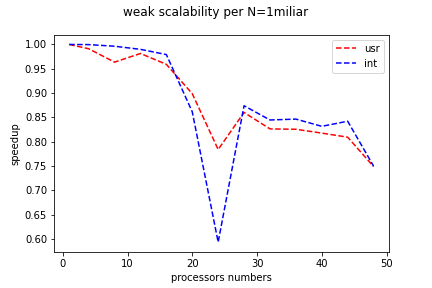 weak scalability per N=1miliar
1.00
0.95
0.90
0.85
0.80
0.75
0.70
0.65
0.60
speedup
usr
int
0 10 20 30 40 50
processors numbers